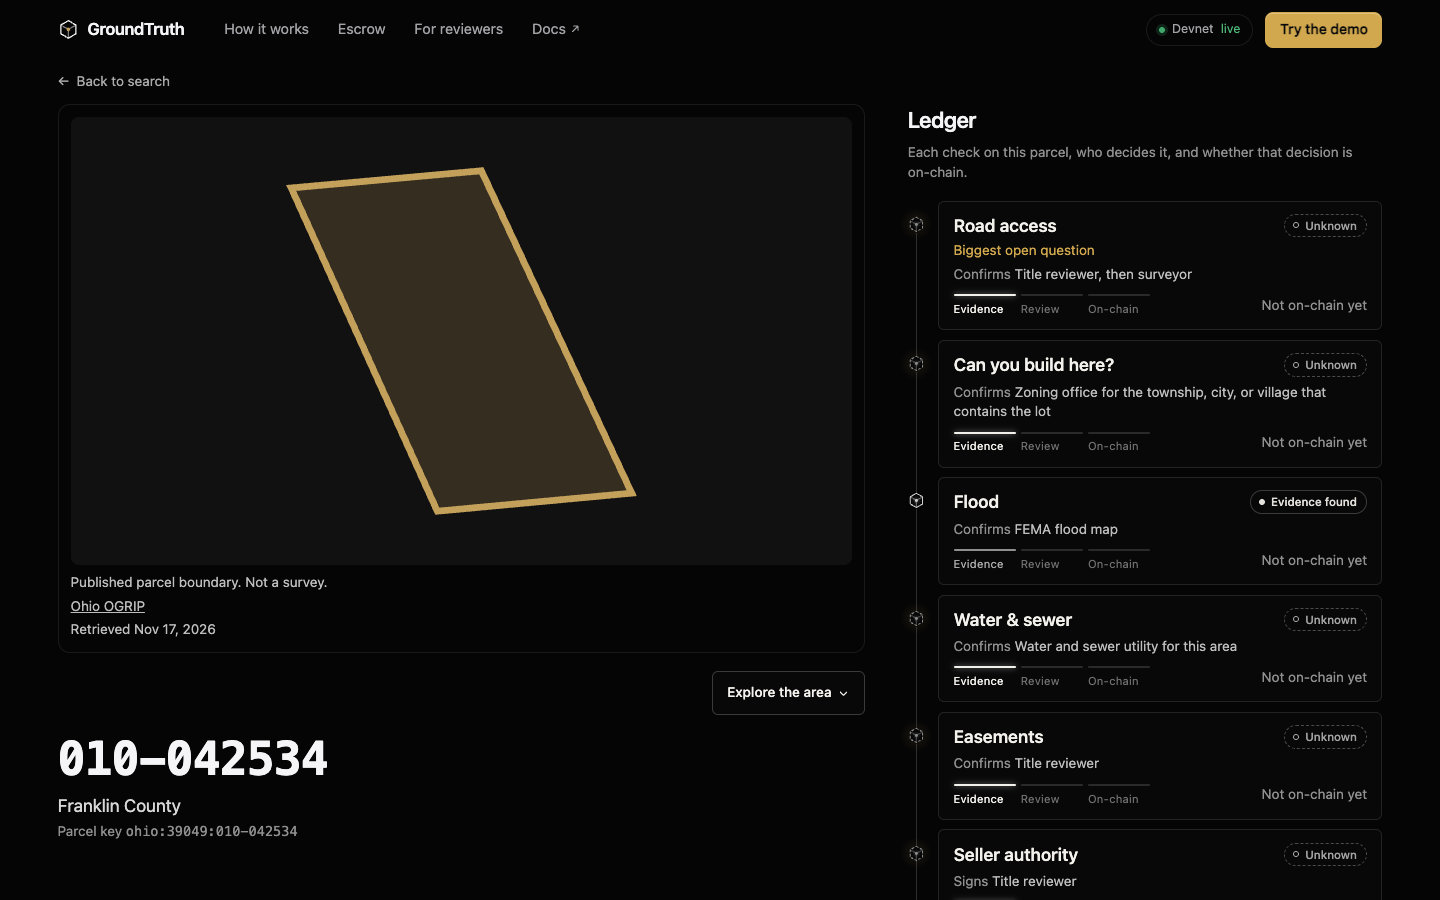 GroundTruth
How it works
Escrow
For reviewers
Docs ↗
Devnet live
Try the demo
← Back to search
Published parcel boundary. Not a survey.
Ohio OGRIP
Retrieved Nov 17, 2026
Explore the area
010-042534
Franklin County
Parcel key ohio:39049:010-042534
Ledger
Each check on this parcel, who decides it, and whether that decision is
on-chain.
Road access
Unknown
Biggest open question
Confirms Title reviewer, then surveyor
Evidence Review On-chain
Not on-chain yet
Can you build here?
Unknown
Confirms Zoning office for the township, city, or village that
contains the lot
Evidence Review On-chain
Not on-chain yet
Flood
Evidence found
Confirms FEMA flood map
Evidence Review On-chain
Not on-chain yet
Water & sewer
Unknown
Confirms Water and sewer utility for this area
Evidence Review On-chain
Not on-chain yet
Easements
Unknown
Confirms Title reviewer
Evidence Review On-chain
Not on-chain yet
Seller authority
Unknown
Signs Title reviewer